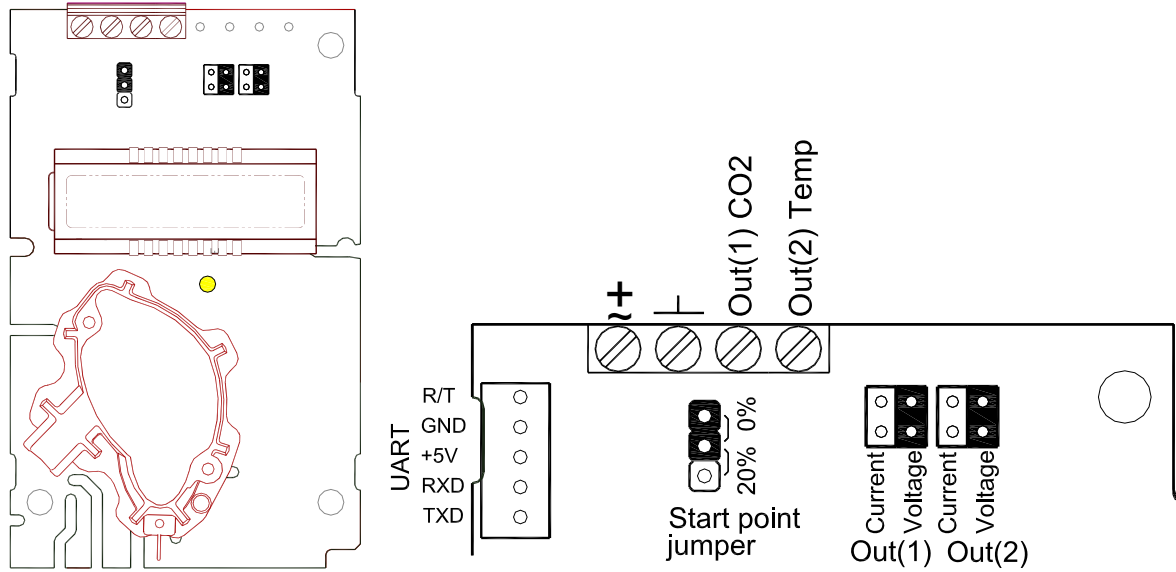 ≂+
Out(1) CO2
Out(2) Temp
UART
R/T
GND
+5V
RXD
TXD
0%
20%
Start point
jumper
Current
Voltage
Current
Voltage
Out(1) Out(2)